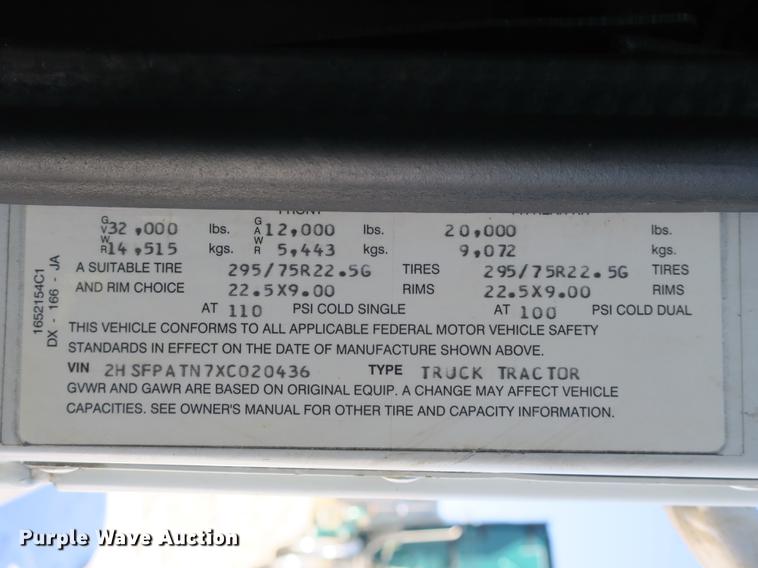 Purple Wave Auction
GVWR 32,000 lbs. GAWR 12,000 lbs. 20,000 lbs.
14,515 kgs. 5,443 kgs. 9,072 kgs.
A SUITABLE TIRE 295/75R22.5G TIRES 295/75R22.5G TIRES
AND RIM CHOICE 22.5X9.00 RIMS 22.5X9.00 RIMS
AT 110 PSI COLD SINGLE AT 100 PSI COLD DUAL
THIS VEHICLE CONFORMS TO ALL APPLICABLE FEDERAL MOTOR VEHICLE SAFETY
STANDARDS IN EFFECT ON THE DATE OF MANUFACTURE SHOWN ABOVE.
VIN 2HSFPATN7XC020436 TYPE TRUCK TRACTOR
GVWR AND GAWR ARE BASED ON ORIGINAL EQUIP. A CHANGE MAY AFFECT VEHICLE
CAPACITIES. SEE OWNER'S MANUAL FOR OTHER TIRE AND CAPACITY INFORMATION.
1652154C1
DX - 166 - JA
Purple Wave Auction